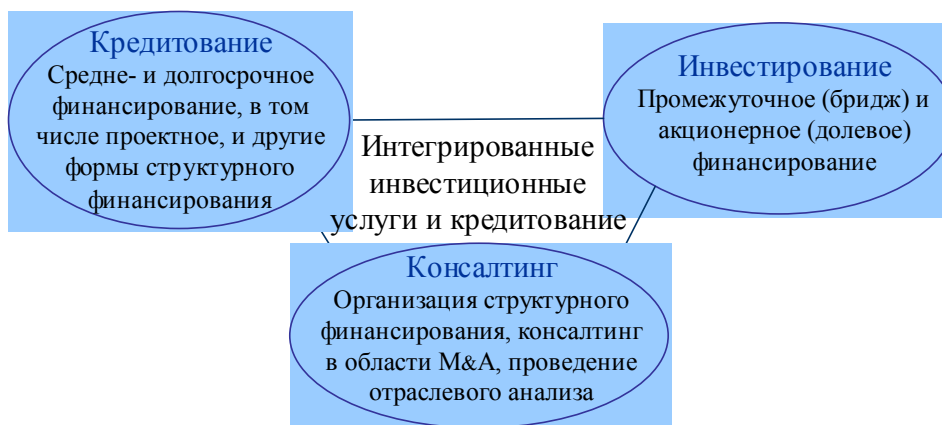 Кредитование
Средне- и долгосрочное
финансирование, в том
числе проектное, и другие
формы структурного
финансирования
Инвестирование
Промежуточное (бридж) и
акционерное (долевое)
финансирование
Интегрированные
инвестиционные
услуги и кредитование
Консалтинг
Организация структурного
финансирования, консалтинг
в области M&A, проведение
отраслевого анализа